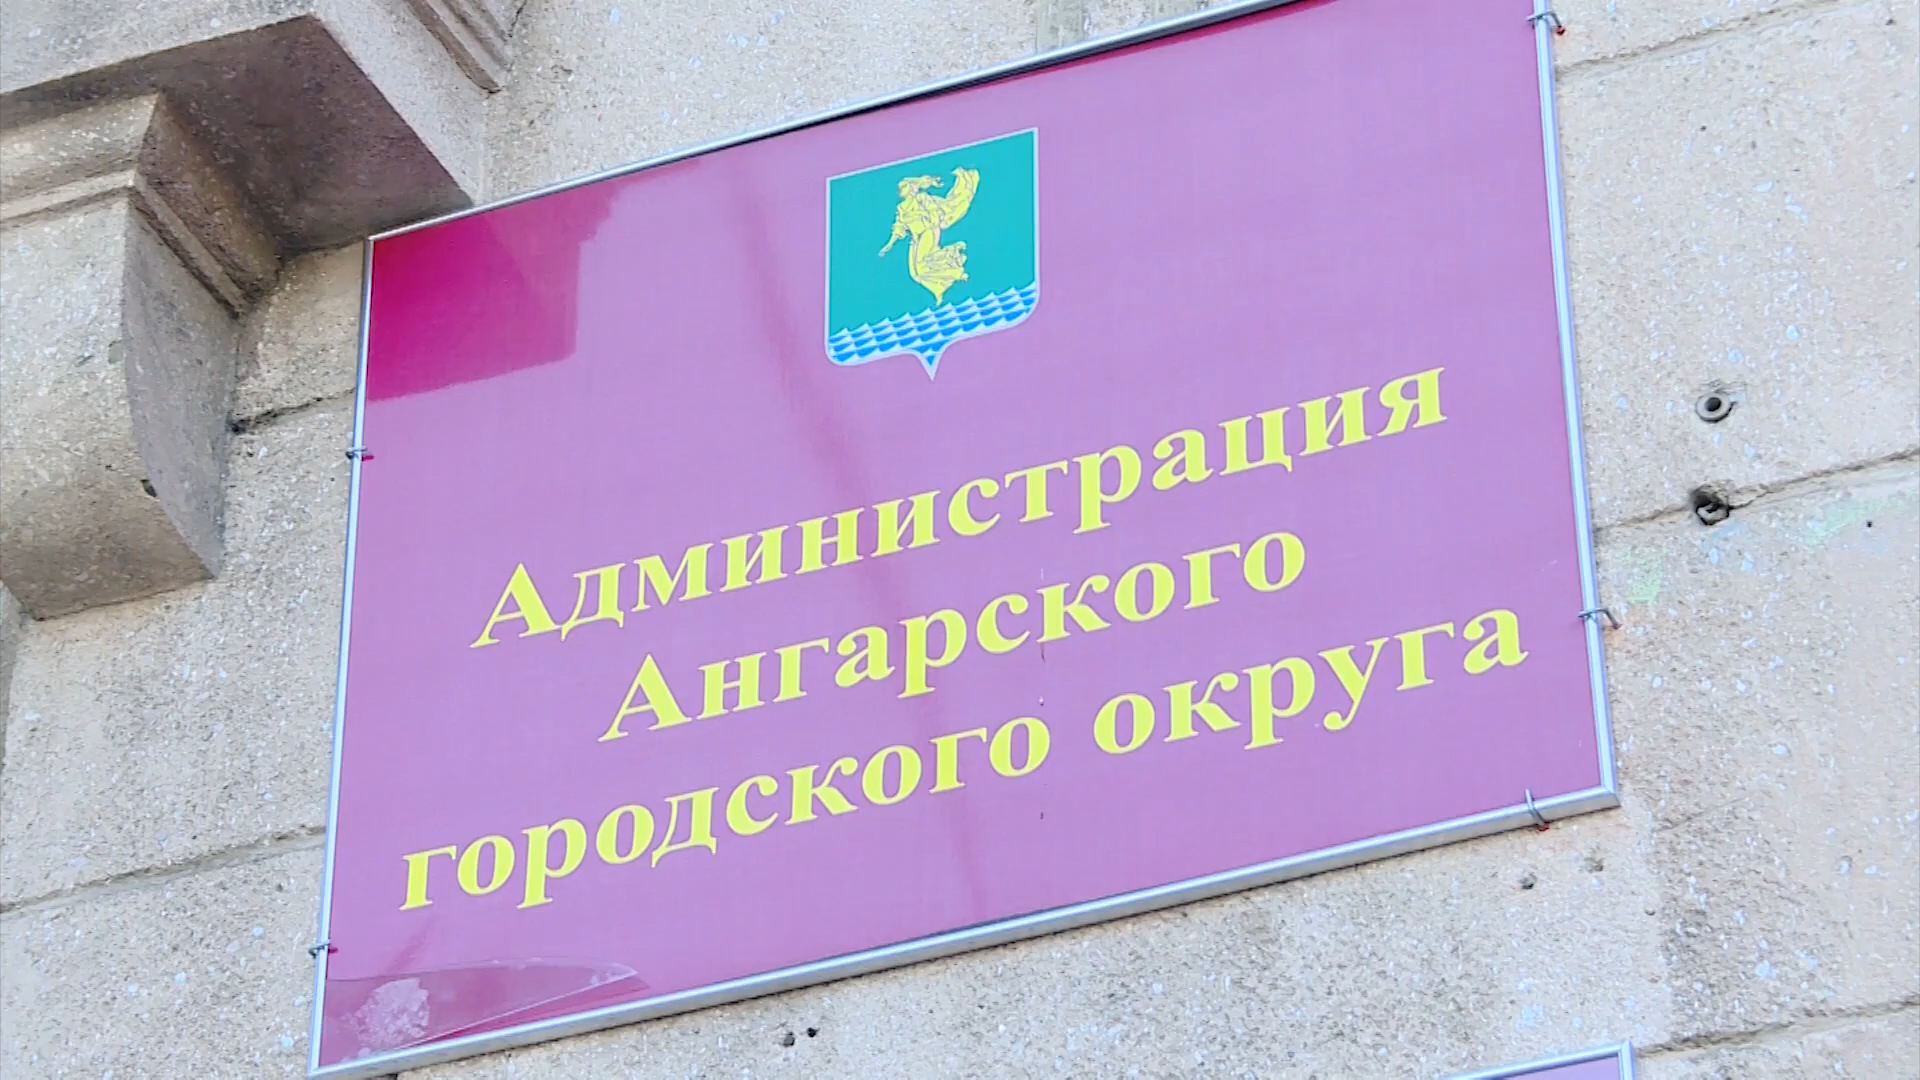 Администрация
Ангарского
городского округа